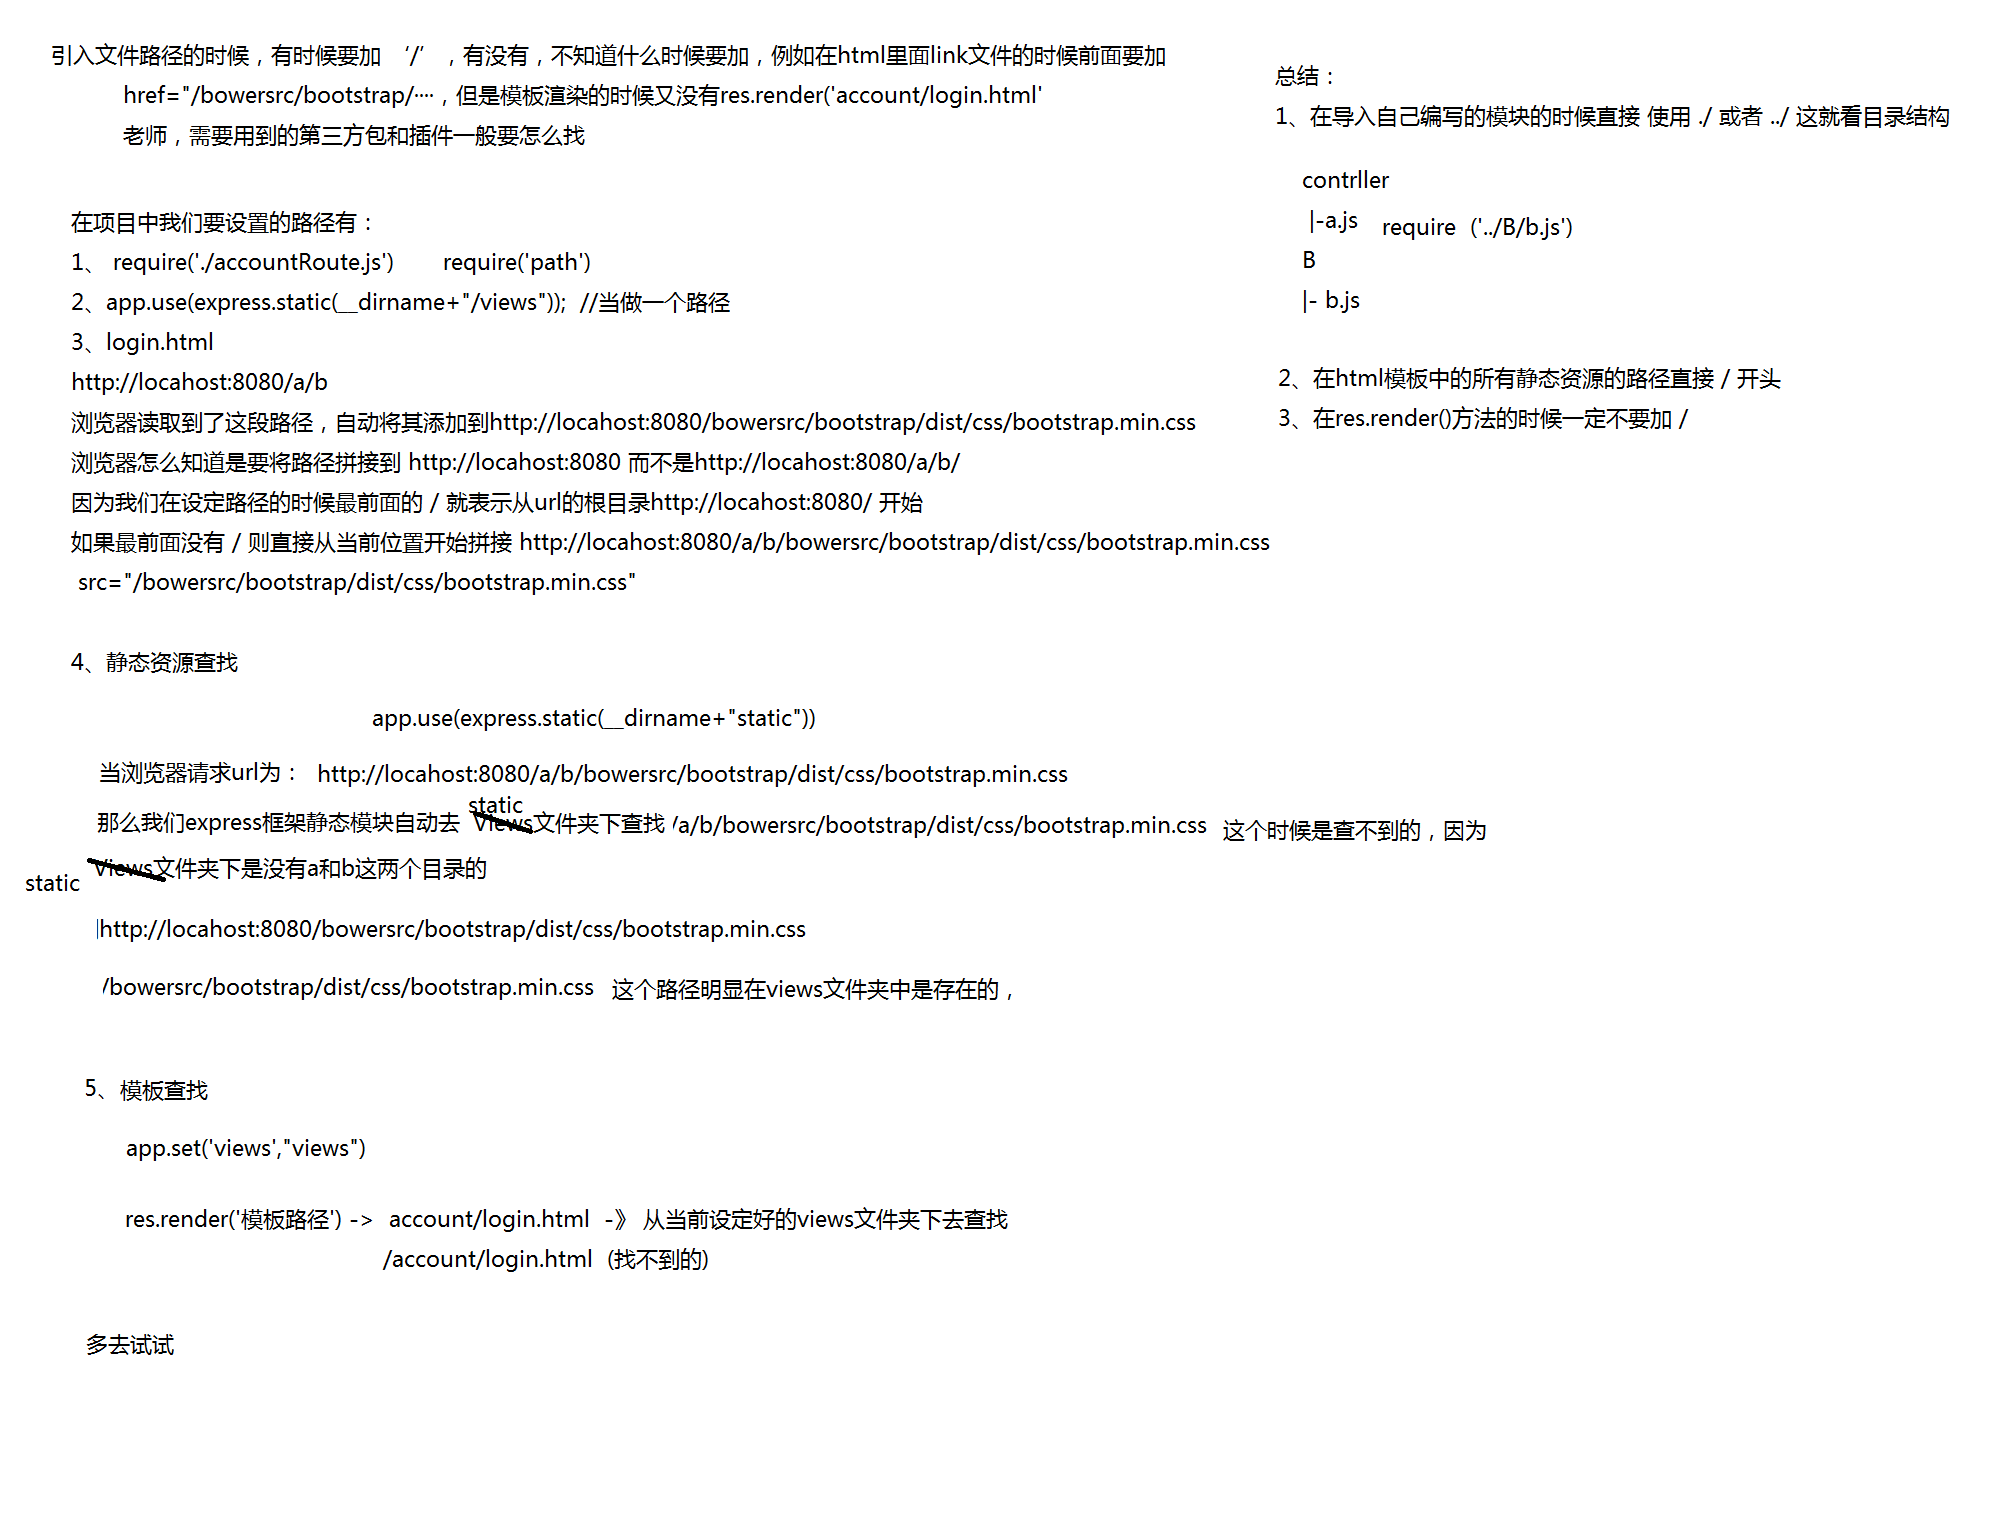 引入文件路径的时候，有时候要加 ‘/’ ，有没有，不知道什么时候要加，例如在html里面link文件的时候前面要加
href="/bowersrc/bootstrap/····，但是模板渲染的时候又没有res.render('account/login.html'
老师，需要用到的第三方包和插件一般要怎么找
在项目中我们要设置的路径有：
1、 require('./accountRoute.js') require('path')
2、app.use(express.static(__dirname+"/views")); //当做一个路径
3、login.html
http://locahost:8080/a/b
浏览器读取到了这段路径，自动将其添加到http://locahost:8080/bowersrc/bootstrap/dist/css/bootstrap.min.css
浏览器怎么知道是要将路径拼接到 http://locahost:8080 而不是http://locahost:8080/a/b/
因为我们在设定路径的时候最前面的 / 就表示从url的根目录http://locahost:8080/ 开始
如果最前面没有 / 则直接从当前位置开始拼接 http://locahost:8080/a/b/bowersrc/bootstrap/dist/css/bootstrap.min.css
src="/bowersrc/bootstrap/dist/css/bootstrap.min.css"
4、静态资源查找
app.use(express.static(__dirname+"static"))
当浏览器请求url为： http://locahost:8080/a/b/bowersrc/bootstrap/dist/css/bootstrap.min.css
static
那么我们express框架静态模块自动去 Views文件夹下查找 /a/b/bowersrc/bootstrap/dist/css/bootstrap.min.css 这个时候是查不到的，因为
Views文件夹下是没有a和b这两个目录的
static
http://locahost:8080/bowersrc/bootstrap/dist/css/bootstrap.min.css
/bowersrc/bootstrap/dist/css/bootstrap.min.css 这个路径明显在views文件夹中是存在的，
5、模板查找
app.set('views',"views")
res.render('模板路径') -> account/login.html -》 从当前设定好的views文件夹下去查找
/account/login.html (找不到的)
多去试试
总结：
1、在导入自己编写的模块的时候直接 使用 ./ 或者 ../ 这就看目录结构
contrller
|-a.js require ('../B/b.js')
B
|- b.js
2、在html模板中的所有静态资源的路径直接 / 开头
3、在res.render()方法的时候一定不要加 /